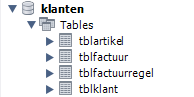 klanten
Tables
tblartikel
tblfactuur
tblfactuurregel
tblklant